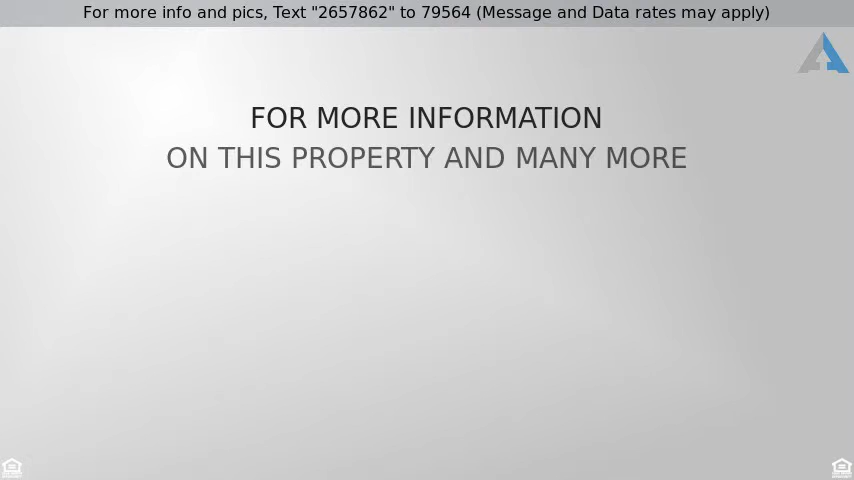 For more info and pics, Text "2657862" to 79564 (Message and Data rates may apply)
FOR MORE INFORMATION
ON THIS PROPERTY AND MANY MORE